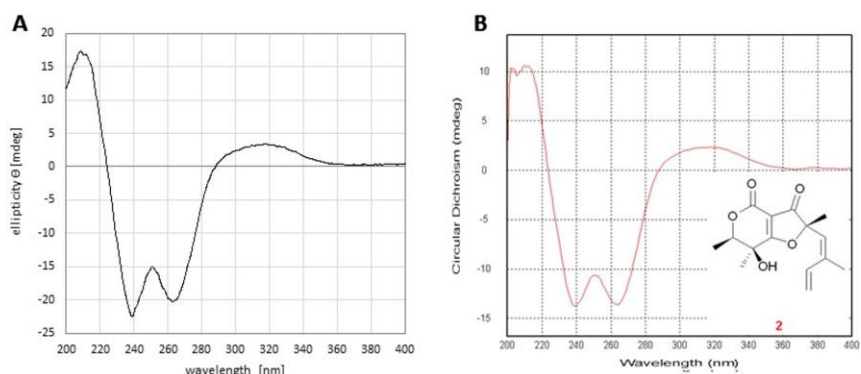 A
ellipticity Θ [mdeg]
20
15
10
5
0
-5
-10
-15
-20
-25
200 220 240 260 280 300 320 340 360 380 400
wavelength [nm]
B
Circular Dichroism (mdeg)
10
5
0
-5
-10
-15
200 220 240 260 280 300 320 340 360 380 400
Wavelength (nm)
O
O
O
O
OH
2